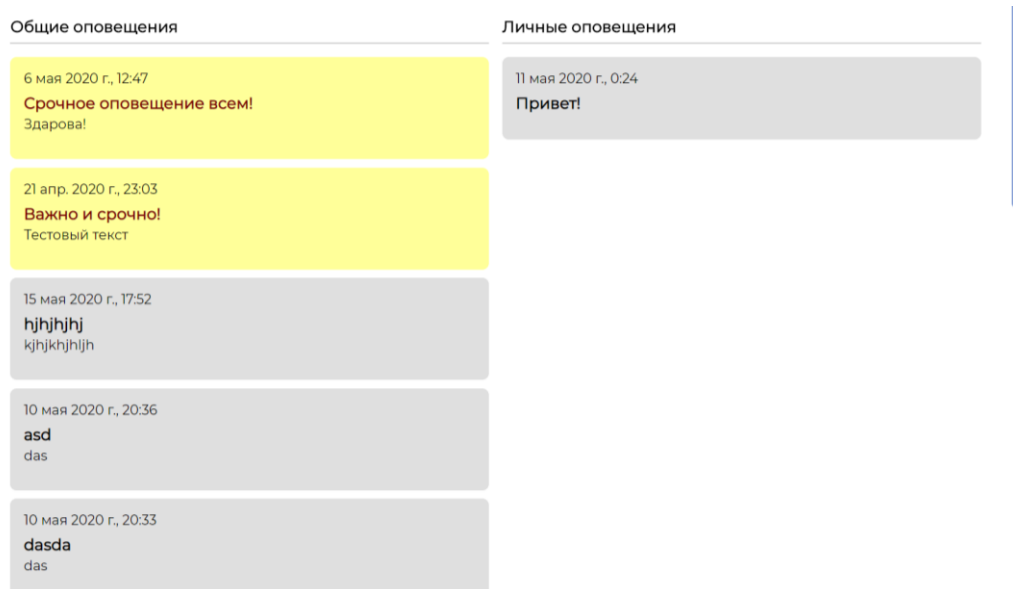 Общие оповещения
6 мая 2020 г., 12:47
Срочное оповещение всем!
Здарова!
21 апр. 2020 г., 23:03
Важно и срочно!
Тестовый текст
15 мая 2020 г., 17:52
hjhjhjhj
kjhjkhjhljh
10 мая 2020 г., 20:36
asd
das
10 мая 2020 г., 20:33
dasda
das
Личные оповещения
11 мая 2020 г., 0:24
Привет!